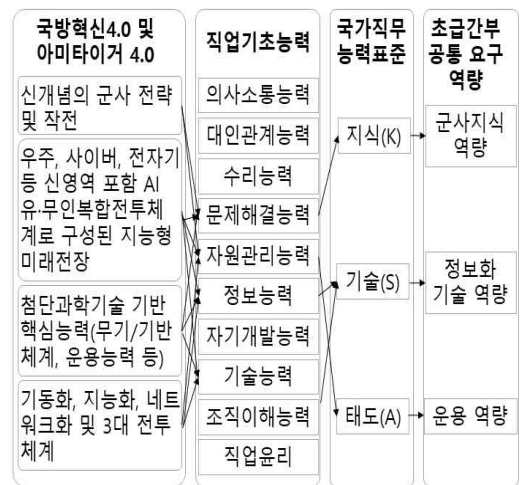 국방혁신4.0 및
아미타이거 4.0
신개념의 군사 전략
및 작전
우주, 사이버, 전자기
등 신영역 포함 AI
유·무인복합전투체
계로 구성된 지능형
미래전장
첨단과학기술 기반
핵심능력(무기/기반
체계, 운용능력 등)
기동화, 지능화, 네트
워크화 및 3대 전투
체계
직업기초능력
의사소통능력
대인관계능력
수리능력
문제해결능력
자원관리능력
정보능력
자기개발능력
기술능력
조직이해능력
직업윤리
국가직무
능력표준
지식(K)
기술(S)
태도(A)
초급간부
공통 요구
역량
군사지식
역량
정보화
기술 역량
운용 역량